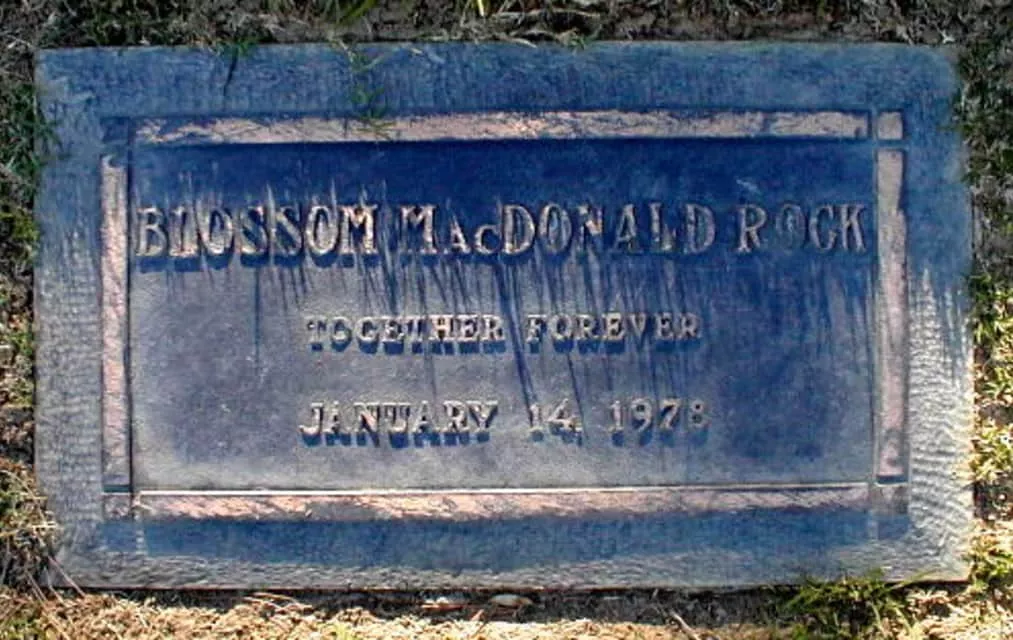 BLOSSOM MACDONALD ROCK
TOGETHER FOREVER
JANUARY 14, 1978